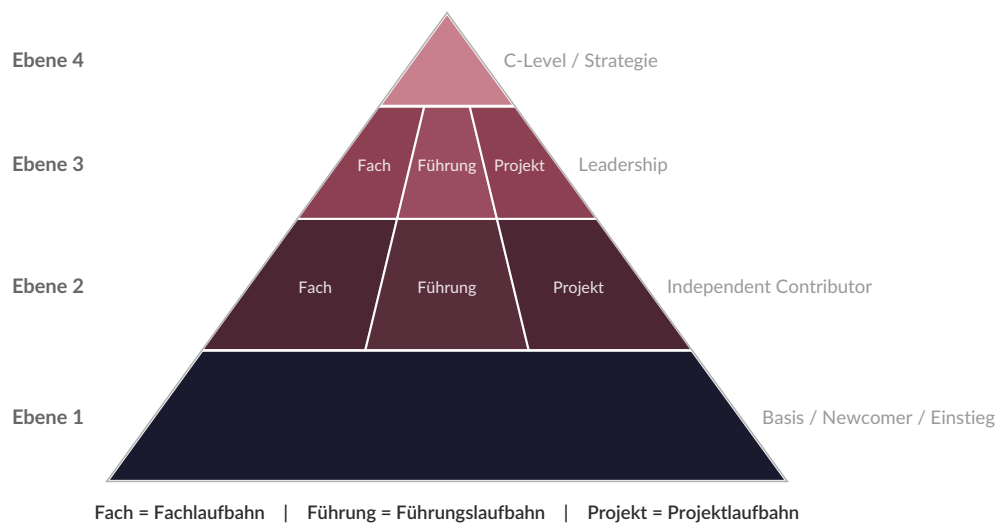 Ebene 4
C-Level / Strategie
Ebene 3
Fach
Führung
Projekt
Leadership
Ebene 2
Fach
Führung
Projekt
Independent Contributor
Ebene 1
Basis / Newcomer / Einstieg
Fach = Fachlaufbahn | Führung = Führungslaufbahn | Projekt = Projektlaufbahn